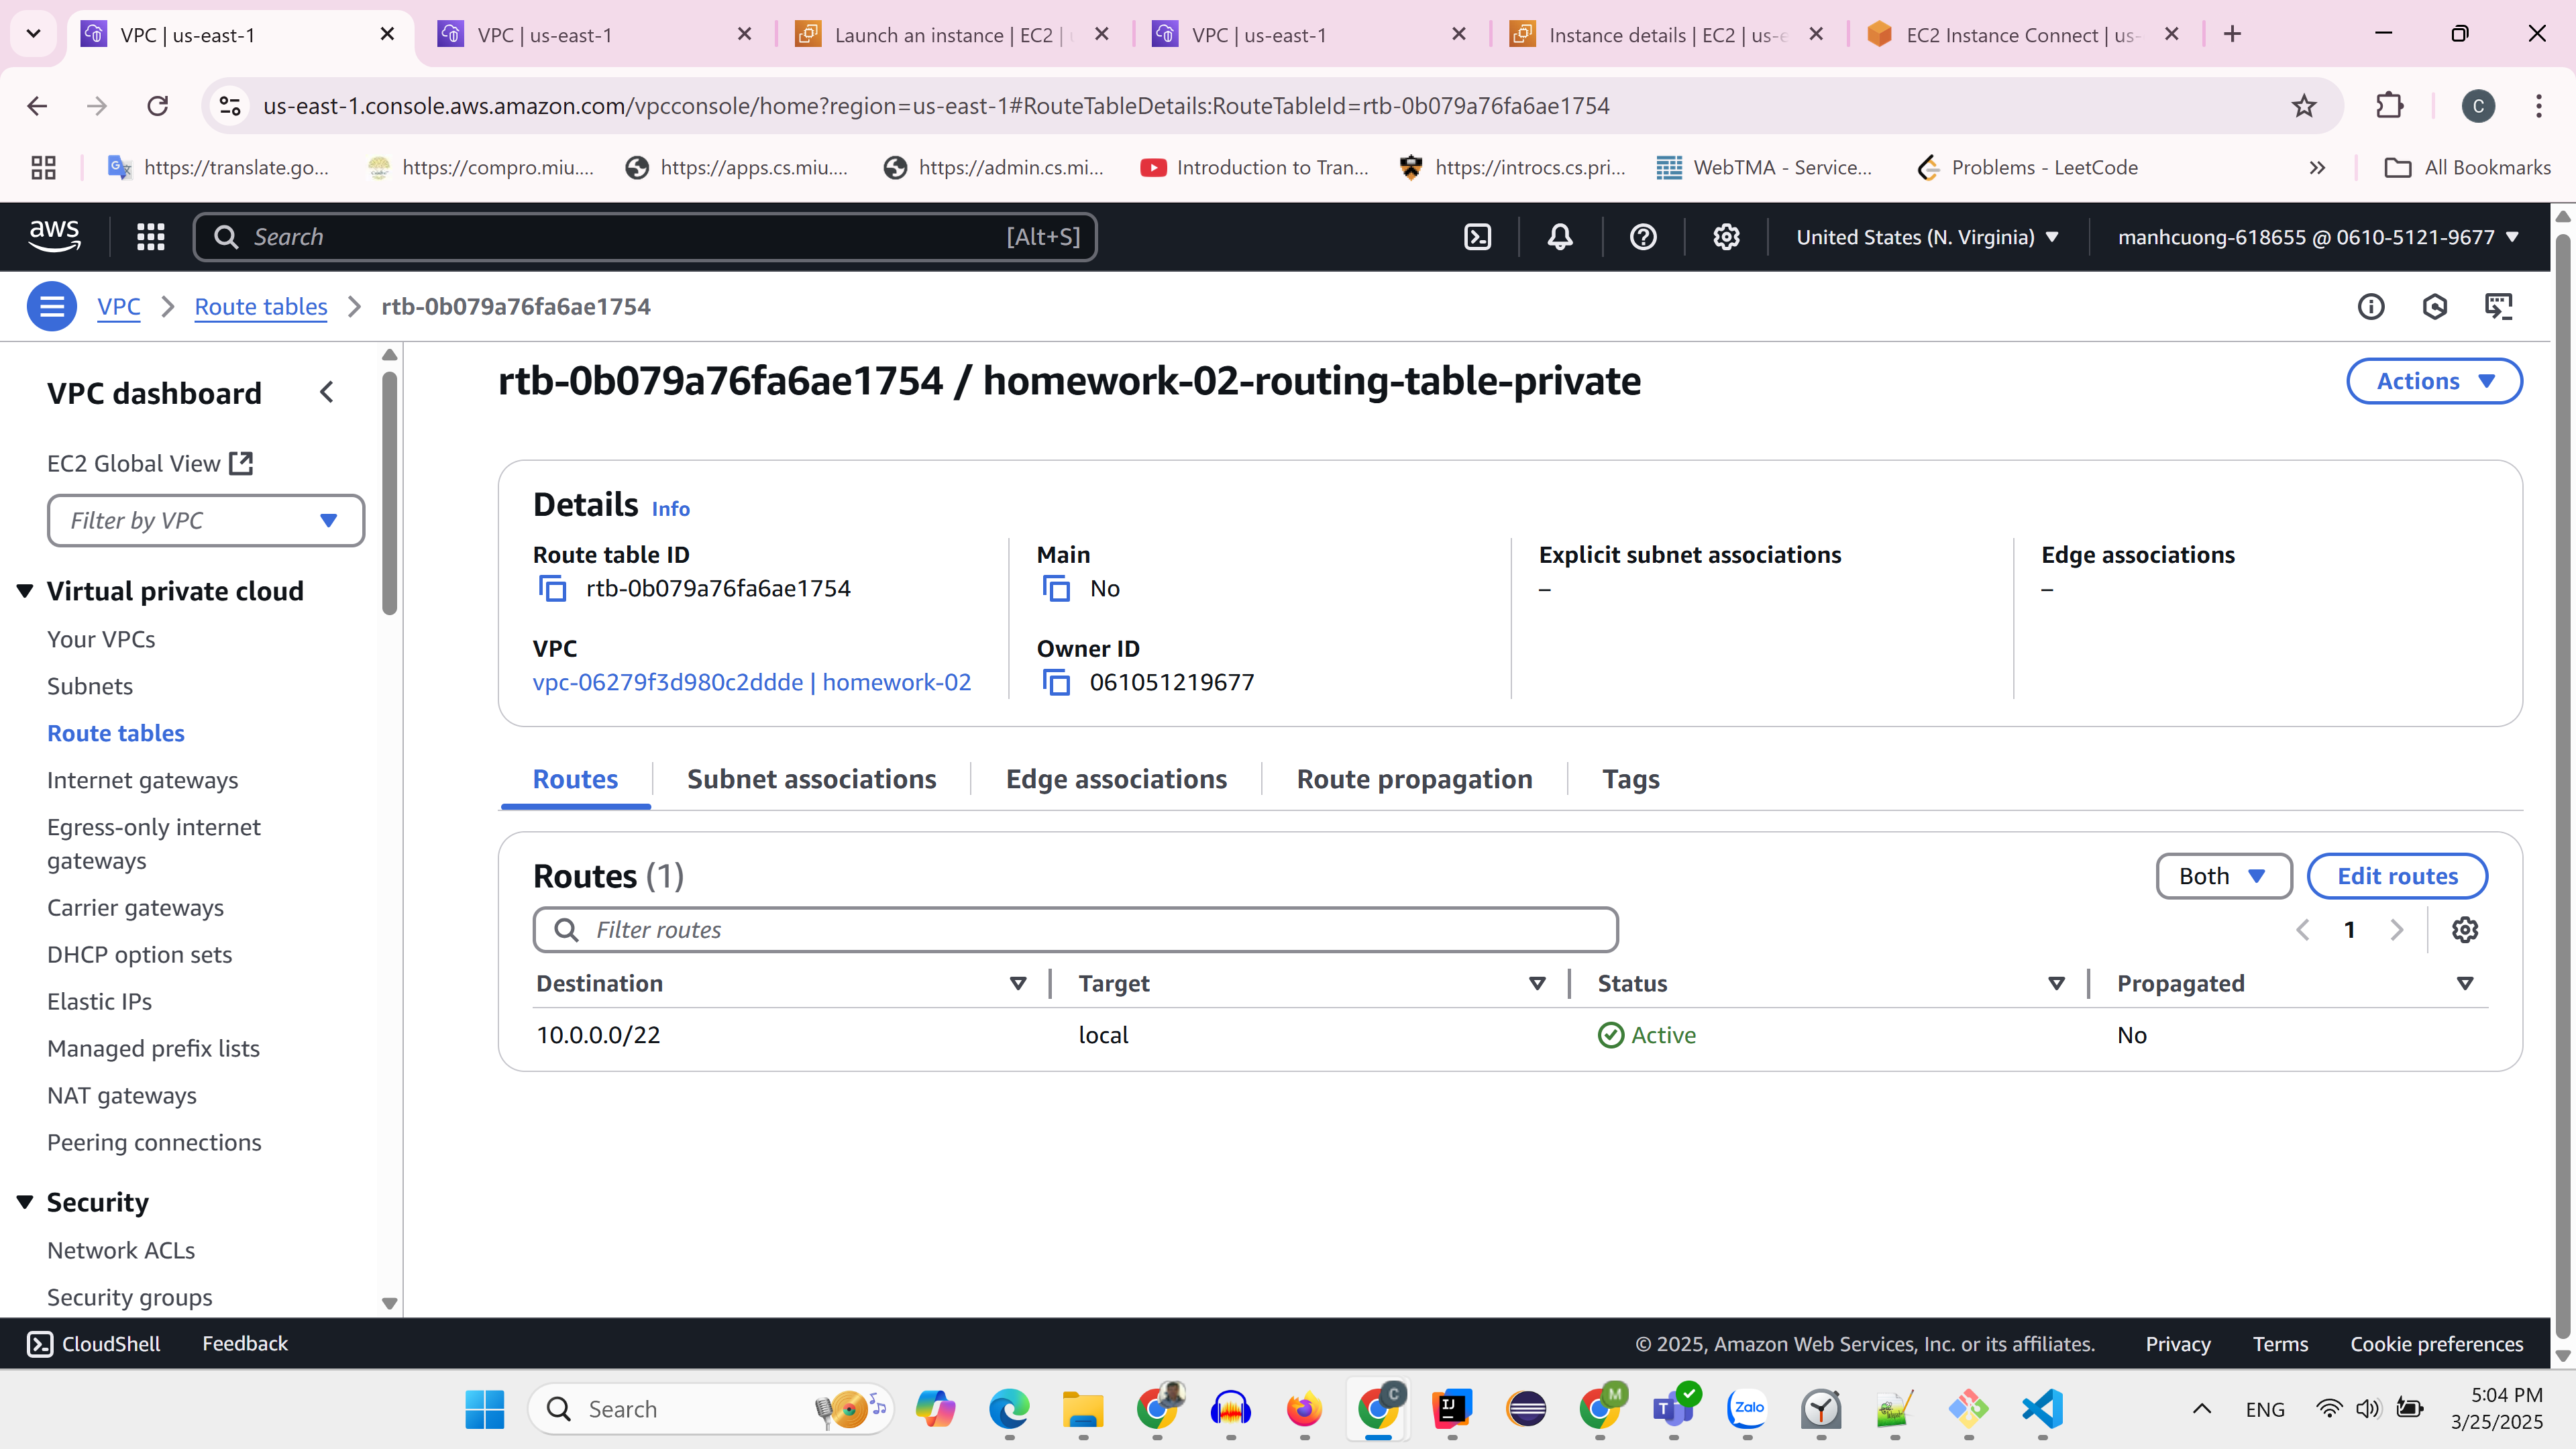 VPC | us-east-1
VPC | us-east-1
Launch an instance | EC2 |
VPC | us-east-1
Instance details | EC2 | us-e
EC2 Instance Connect | us-
us-east-1.console.aws.amazon.com/vpcconsole/home?region=us-east-1#RouteTableDetails:RouteTableId=rtb-0b079a76fa6ae1754
C
https://translate.go...
https://compro.miu....
https://apps.cs.miu....
https://admin.cs.mi...
Introduction to Tran...
https://introcs.cs.pri...
WebTMA - Service...
Problems - LeetCode
All Bookmarks
aws
Search
[Alt+S]
United States (N. Virginia)
manhcuong-618655 @ 0610-5121-9677
VPC
Route tables
rtb-0b079a76fa6ae1754
VPC dashboard
EC2 Global View
Filter by VPC
Virtual private cloud
Your VPCs
Subnets
Route tables
Internet gateways
Egress-only internet
gateways
Carrier gateways
DHCP option sets
Elastic IPs
Managed prefix lists
NAT gateways
Peering connections
Security
Network ACLs
Security groups
rtb-0b079a76fa6ae1754 / homework-02-routing-table-private
Actions
Details Info
Route table ID
rtb-0b079a76fa6ae1754
Main
No
Explicit subnet associations
–
Edge associations
–
VPC
vpc-06279f3d980c2ddde | homework-02
Owner ID
061051219677
Routes
Subnet associations
Edge associations
Route propagation
Tags
Routes (1)
Both
Edit routes
Filter routes
1
Destination
Target
Status
Propagated
10.0.0.0/22
local
Active
No
CloudShell
Feedback
© 2025, Amazon Web Services, Inc. or its affiliates.
Privacy
Terms
Cookie preferences
Search
C
IJ
M
T
Zalo
ENG
5:04 PM
3/25/2025